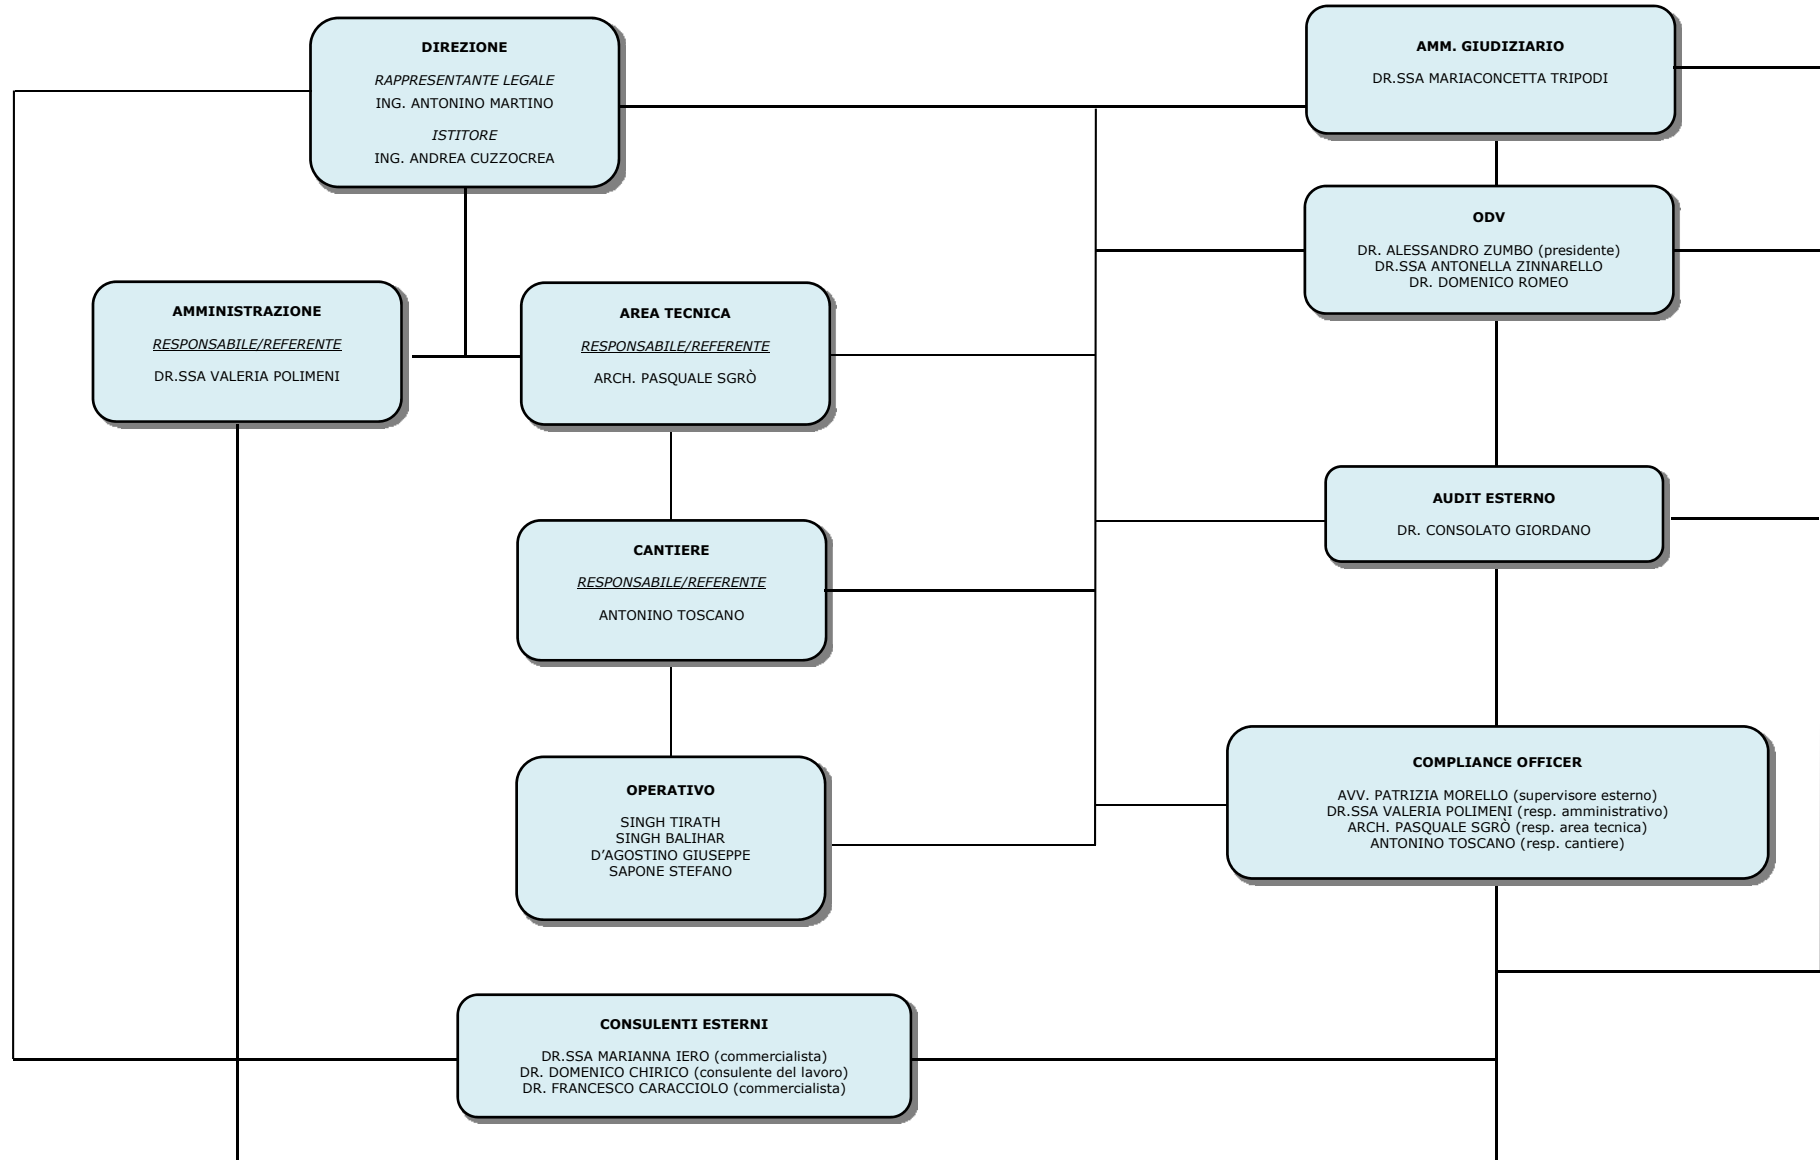 DIREZIONE
RAPPRESENTANTE LEGALE
ING. ANTONINO MARTINO
ISTITORE
ING. ANDREA CUZZOCREA
AMM. GIUDIZIARIO
DR.SSA MARIACONCETTA TRIPODI
ODV
DR. ALESSANDRO ZUMBO (presidente)
DR.SSA ANTONELLA ZINNARELLO
DR. DOMENICO ROMEO
AMMINISTRAZIONE
RESPONSABILE/REFERENTE
DR.SSA VALERIA POLIMENI
AREA TECNICA
RESPONSABILE/REFERENTE
ARCH. PASQUALE SGRÒ
AUDIT ESTERNO
DR. CONSOLATO GIORDANO
CANTIERE
RESPONSABILE/REFERENTE
ANTONINO TOSCANO
COMPLIANCE OFFICER
AVV. PATRIZIA MORELLO (supervisore esterno)
DR.SSA VALERIA POLIMENI (resp. amministrativo)
ARCH. PASQUALE SGRÒ (resp. area tecnica)
ANTONINO TOSCANO (resp. cantiere)
OPERATIVO
SINGH TIRATH
SINGH BALIHAR
D'AGOSTINO GIUSEPPE
SAPONE STEFANO
CONSULENTI ESTERNI
DR.SSA MARIANNA IERO (commercialista)
DR. DOMENICO CHIRICO (consulente del lavoro)
DR. FRANCESCO CARACCIOLO (commercialista)